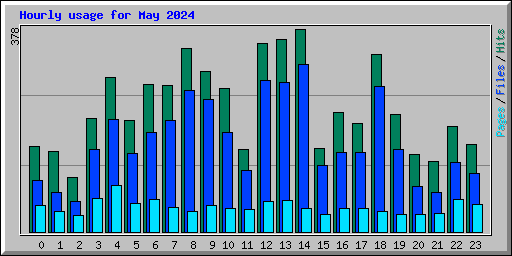 Hourly usage for May 2024
378
Pages / Files / Hits
0 1 2 3 4 5 6 7 8 9 10 11 12 13 14 15 16 17 18 19 20 21 22 23